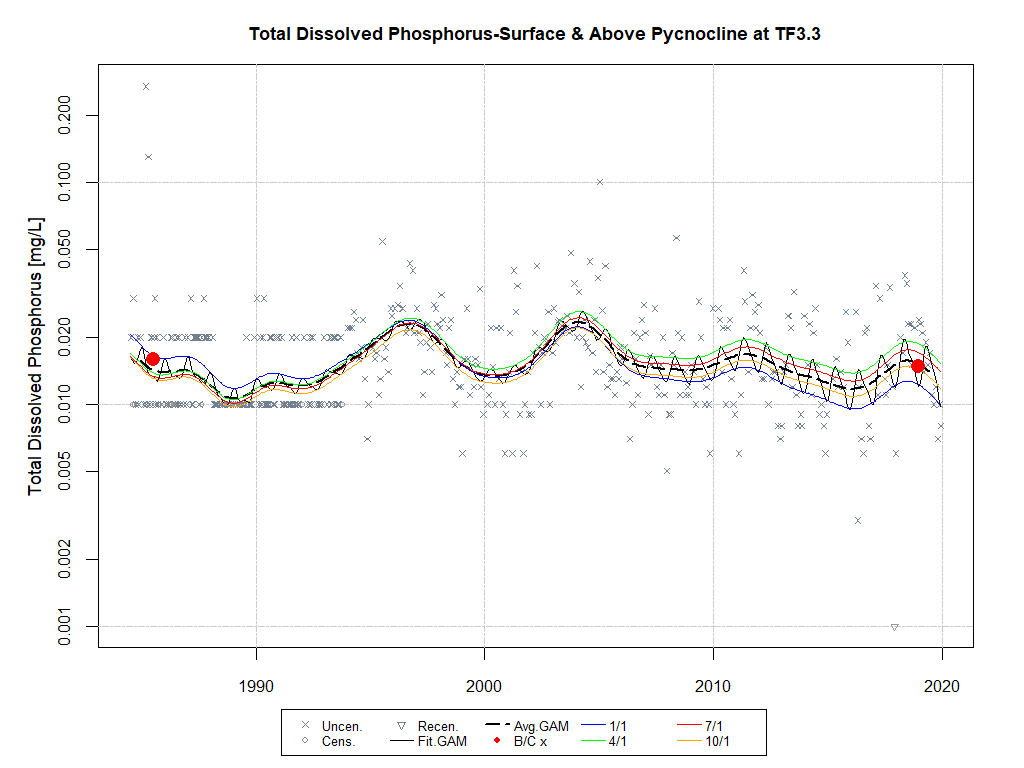 Total Dissolved Phosphorus-Surface & Above Pycnocline at TF3.3
Total Dissolved Phosphorus [mg/L]
0.200
0.100
0.050
0.020
0.010
0.005
0.002
0.001
1990 2000 2010 2020
Uncen. Recen. Avg.GAM 1/1 7/1
Cens. Fit.GAM B/C x 4/1 10/1